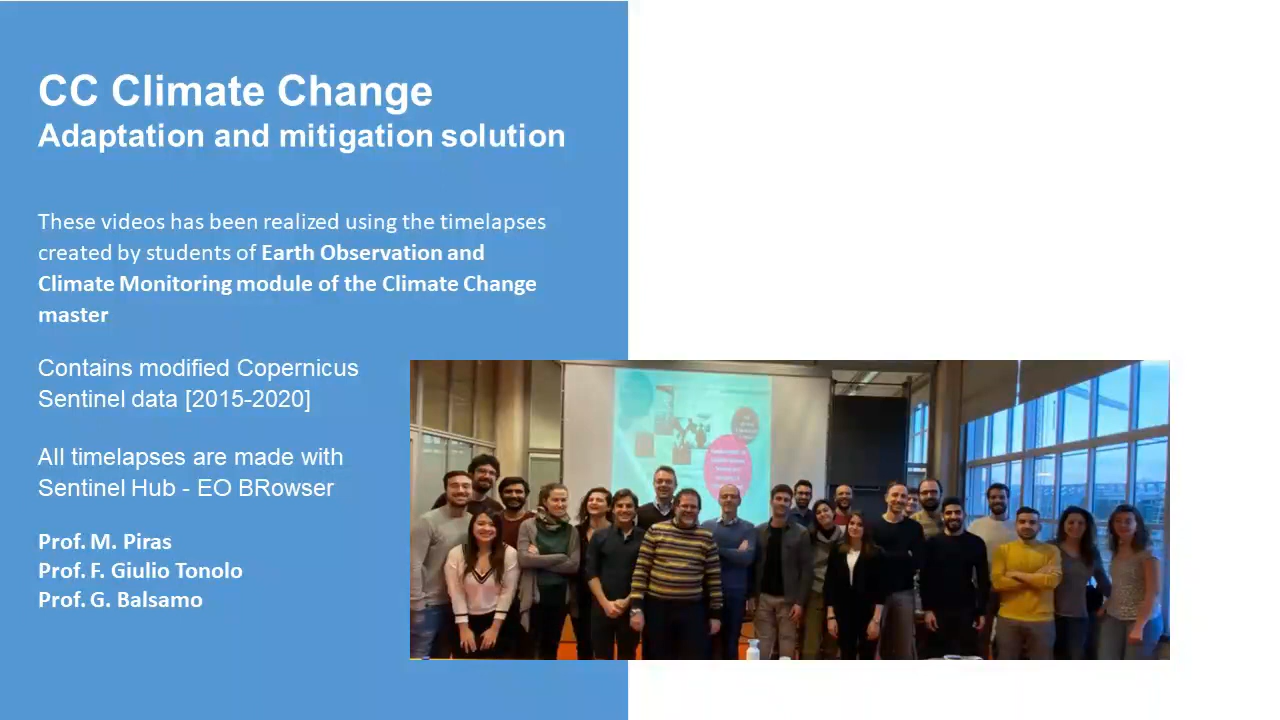 CC Climate Change
Adaptation and mitigation solution
These videos has been realized using the timelapses
created by students of Earth Observation and
Climate Monitoring module of the Climate Change
master
Contains modified Copernicus
Sentinel data [2015-2020]
All timelapses are made with
Sentinel Hub - EO BRowser
Prof. M. Piras
Prof. F. Giulio Tonolo
Prof. G. Balsamo